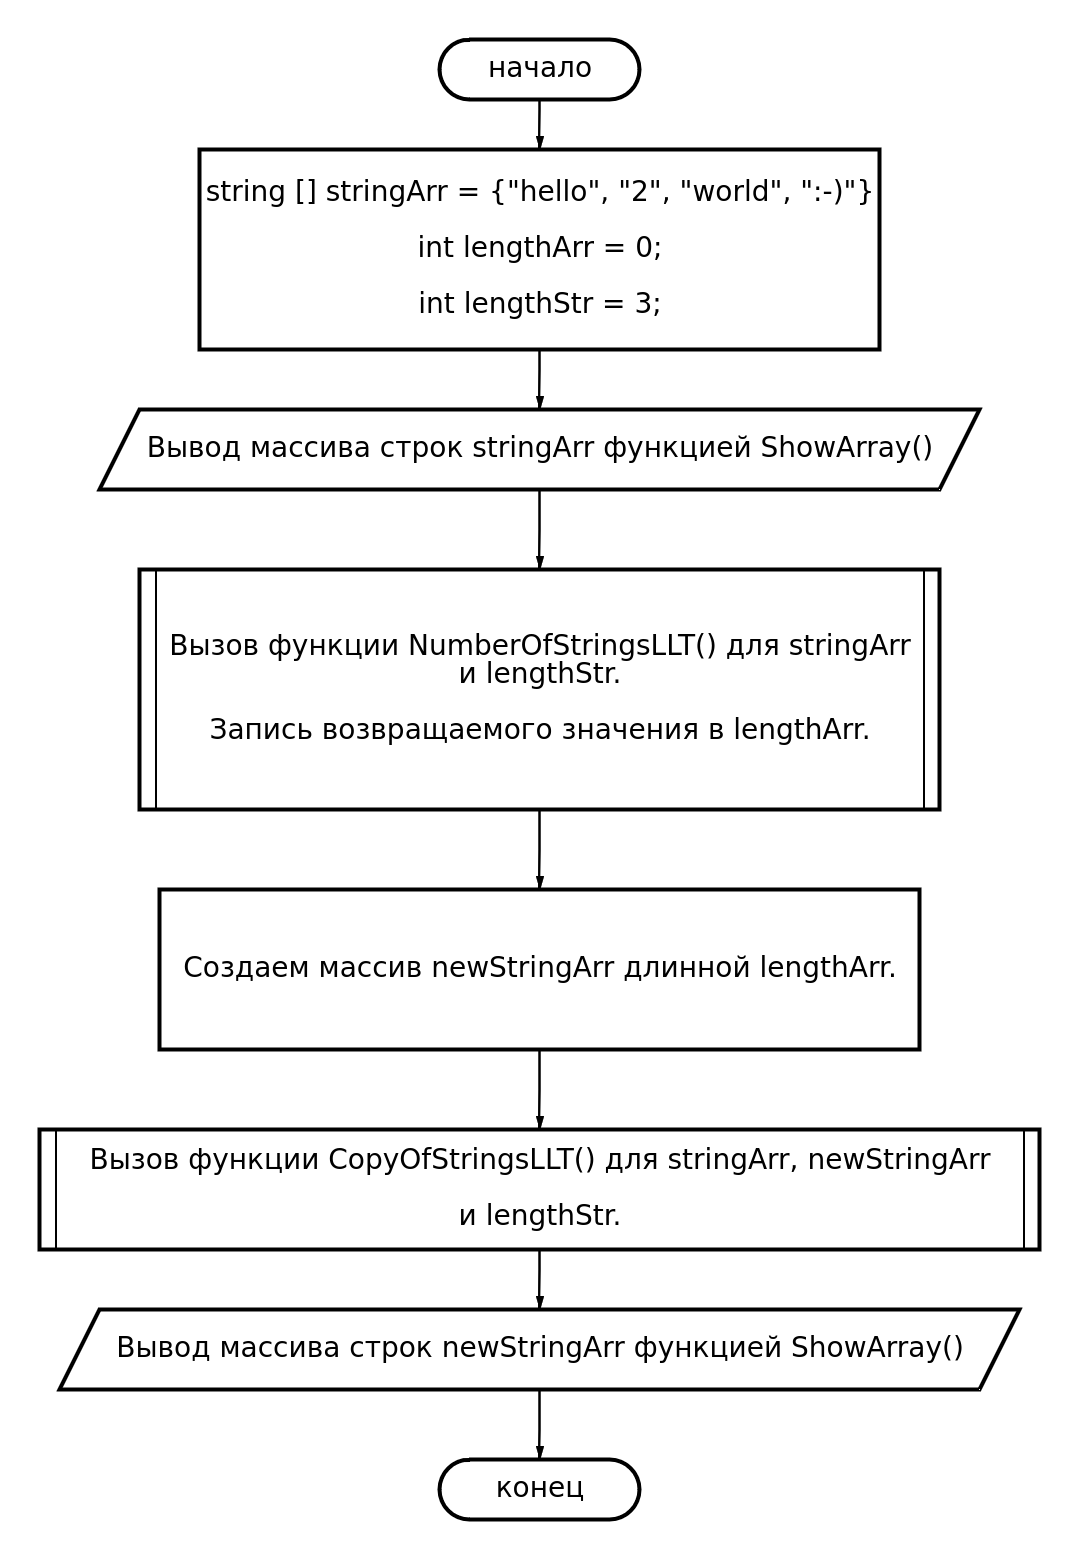 начало
string [] stringArr = {"hello", "2", "world", ":-)"}
int lengthArr = 0;
int lengthStr = 3;
Вывод массива строк stringArr функцией ShowArray()
Вызов функции NumberOfStringsLLT() для stringArr
и lengthStr.
Запись возвращаемого значения в lengthArr.
Создаем массив newStringArr длинной lengthArr.
Вызов функции CopyOfStringsLLT() для stringArr, newStringArr
и lengthStr.
Вывод массива строк newStringArr функцией ShowArray()
конец